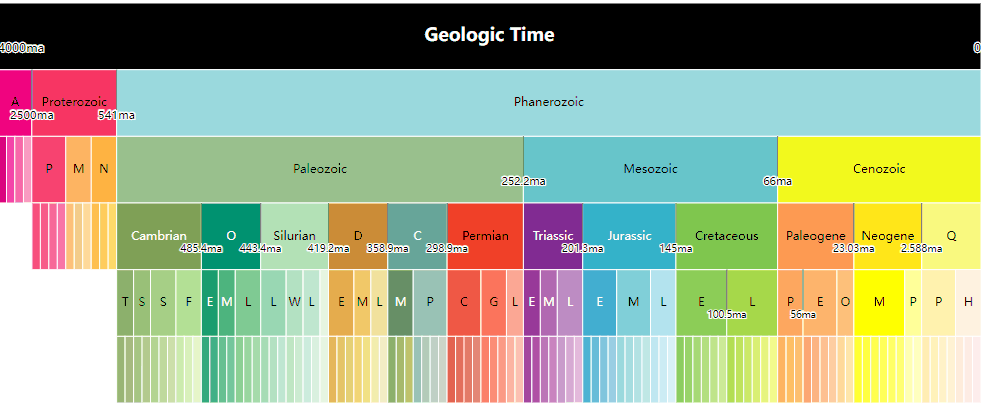 Geologic Time
4000ma 0
A Proterozoic Phanerozoic
2500ma 541ma
P M N Paleozoic Mesozoic Cenozoic
252.2ma 66ma
Cambrian O Silurian D C Permian Triassic Jurassic Cretaceous Paleogene Neogene Q
485.4ma 443.4ma 419.2ma 358.9ma 298.9ma 201.3ma 145ma 23.03ma 2.588ma
T S S F E M L L W L E M L M P C G L E M L E M L E L P E O M P P H
100.5ma 56ma